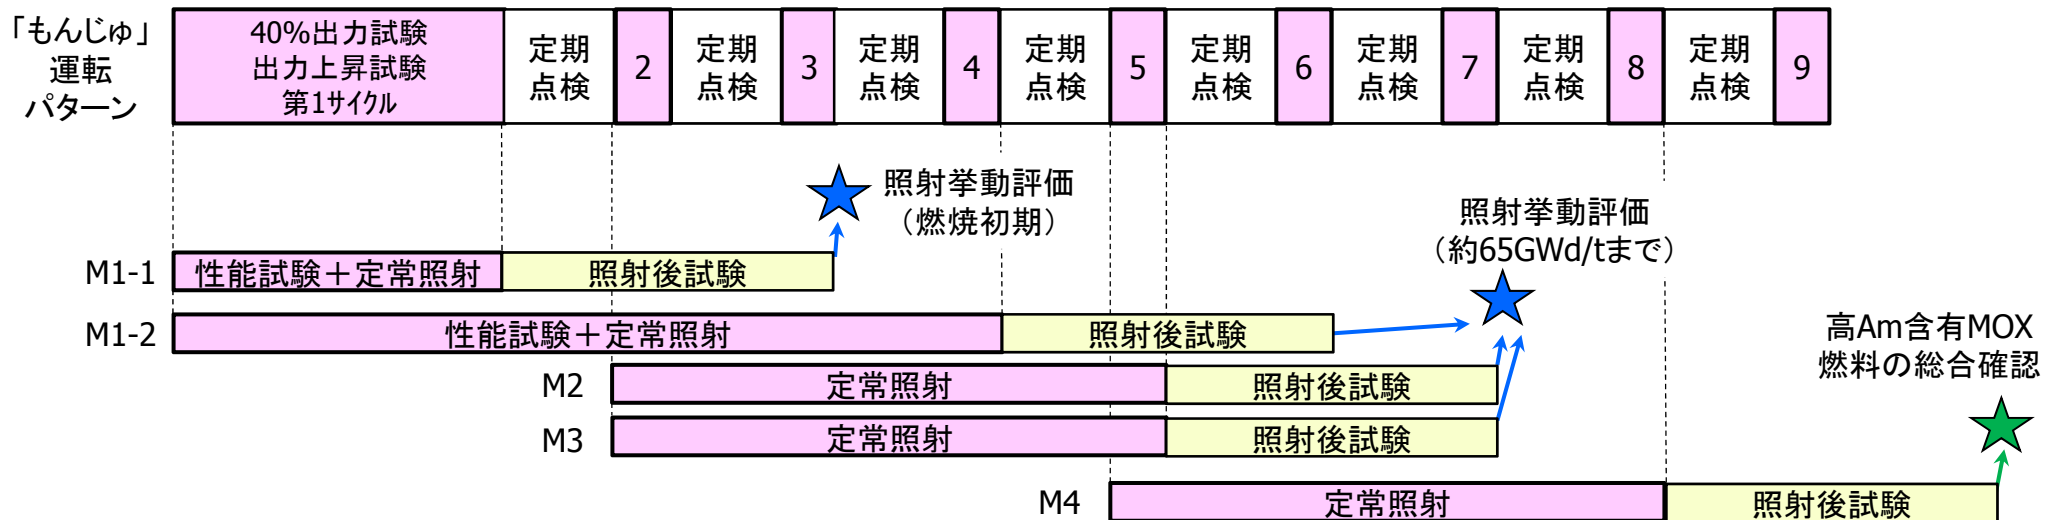 「もんじゅ」
運転
パターン
40%出力試験
出力上昇試験
第1サイクル
定期
点検
2
定期
点検
3
定期
点検
4
定期
点検
5
定期
点検
6
定期
点検
7
定期
点検
8
定期
点検
9
照射挙動評価
（燃焼初期）
照射挙動評価
（約65GWd/tまで）
M1-1
性能試験＋定常照射
照射後試験
M1-2
性能試験＋定常照射
照射後試験
高Am含有MOX
燃料の総合確認
M2
定常照射
照射後試験
M3
定常照射
照射後試験
M4
定常照射
照射後試験